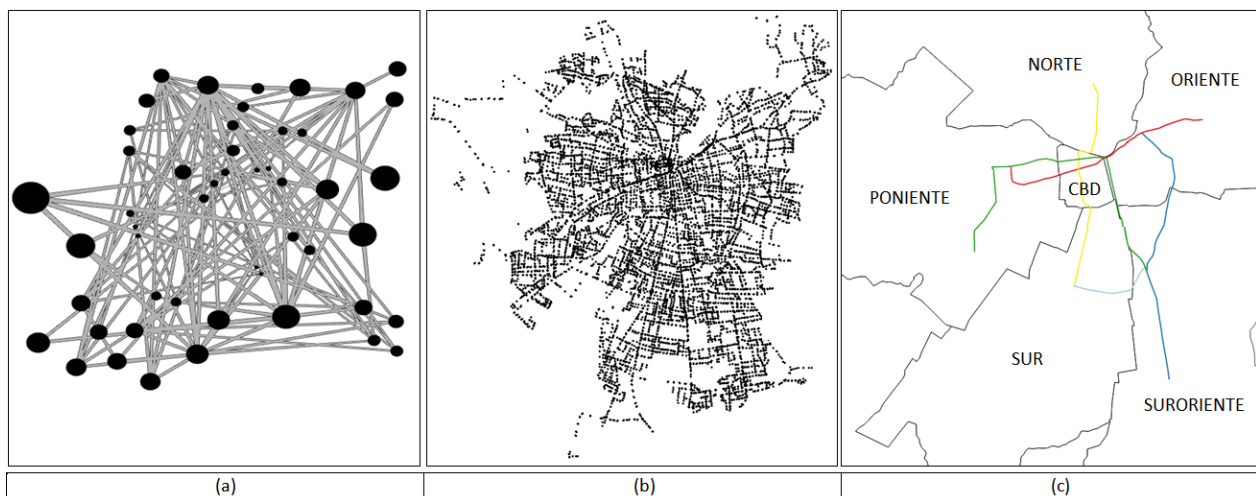 NORTE
ORIENTE
PONIENTE
CBD
SUR
SURORIENTE
(a)
(b)
(c)